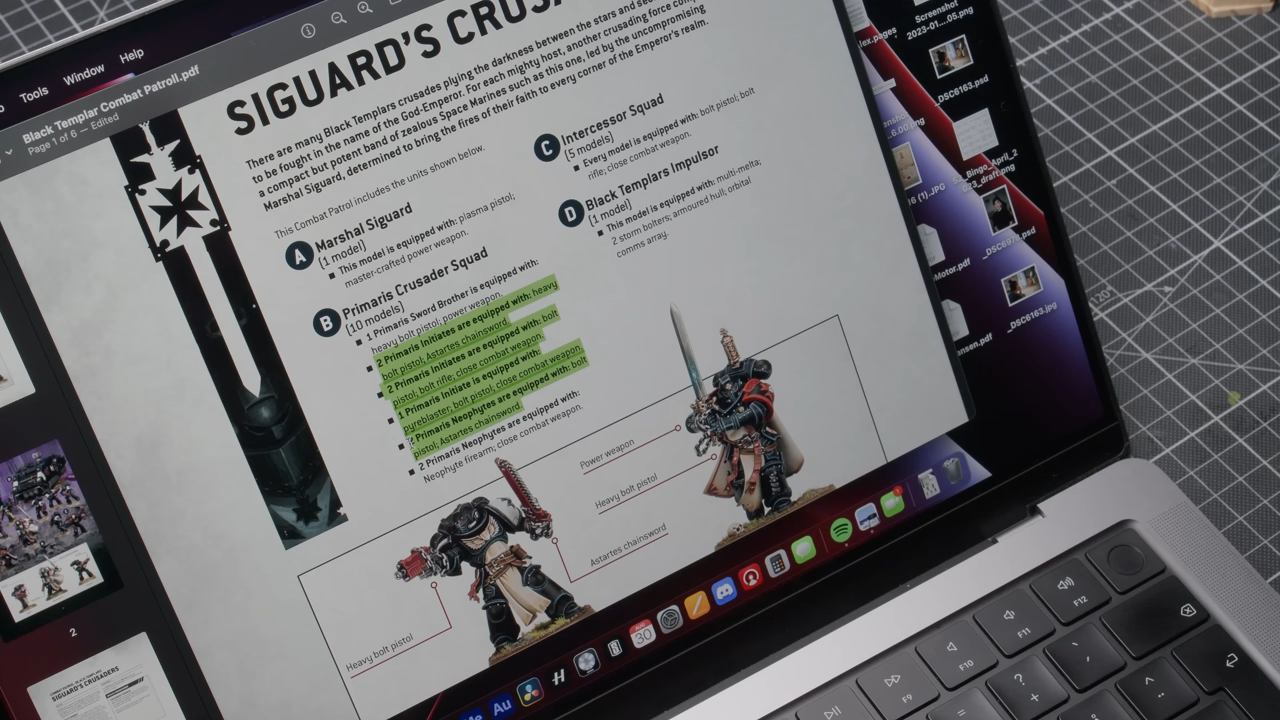 Tools Window Help
Black Templar Combat Patroll.pdf
Page 1 of 6 — Edited
SIGUARD'S
There are many Black Templars crusades plying the darkness between the stars and
to be fought in the name of the God-Emperor. For each mighty host, another crusading force
a compact but potent band of zealous Space Marines such as this one, led by the uncompromising
Marshal Siguard, determined to bring the fires of their faith to every corner of the Emperor's realm.
This Combat Patrol includes the units shown below.
A Marshal Siguard
(1 model)
■ This model is equipped with: plasma pistol;
master-crafted power weapon.
B Primaris Crusader Squad
(10 models)
■ 1 Primaris Sword Brother is equipped with:
heavy bolt pistol; power weapon.
■ 2 Primaris Initiates are equipped with: heavy
bolt pistol; Astartes chainsword.
■ 2 Primaris Initiates are equipped with: bolt
pistol; bolt rifle; close combat weapon.
■ 1 Primaris Initiate is equipped with:
pyreblaster; bolt pistol; close combat weapon.
■ 2 Primaris Neophytes are equipped with: bolt
pistol; Astartes chainsword.
■ 2 Primaris Neophytes are equipped with:
Neophyte firearm; close combat weapon.
C Intercessor Squad
(5 models)
■ Every model is equipped with: bolt pistol; bolt
rifle; close combat weapon.
D Black Templars Impulsor
(1 model)
■ This model is equipped with: multi-melta;
2 storm bolters; armoured hull; orbital
comms array.
Power weapon
Heavy bolt pistol
Astartes chainsword
Heavy bolt pistol
2
SIGUARD'S CRUSADERS
Screenshot
2023-01....05.png
_DSC6163.psd
Bingo_April_2
023_draft.png
6 (1).JPG
.psd
Motor.pdf
_DSC6163.jpg
ansen.pdf
120
30
Au
F12
F11
F10
F9
?
+
=